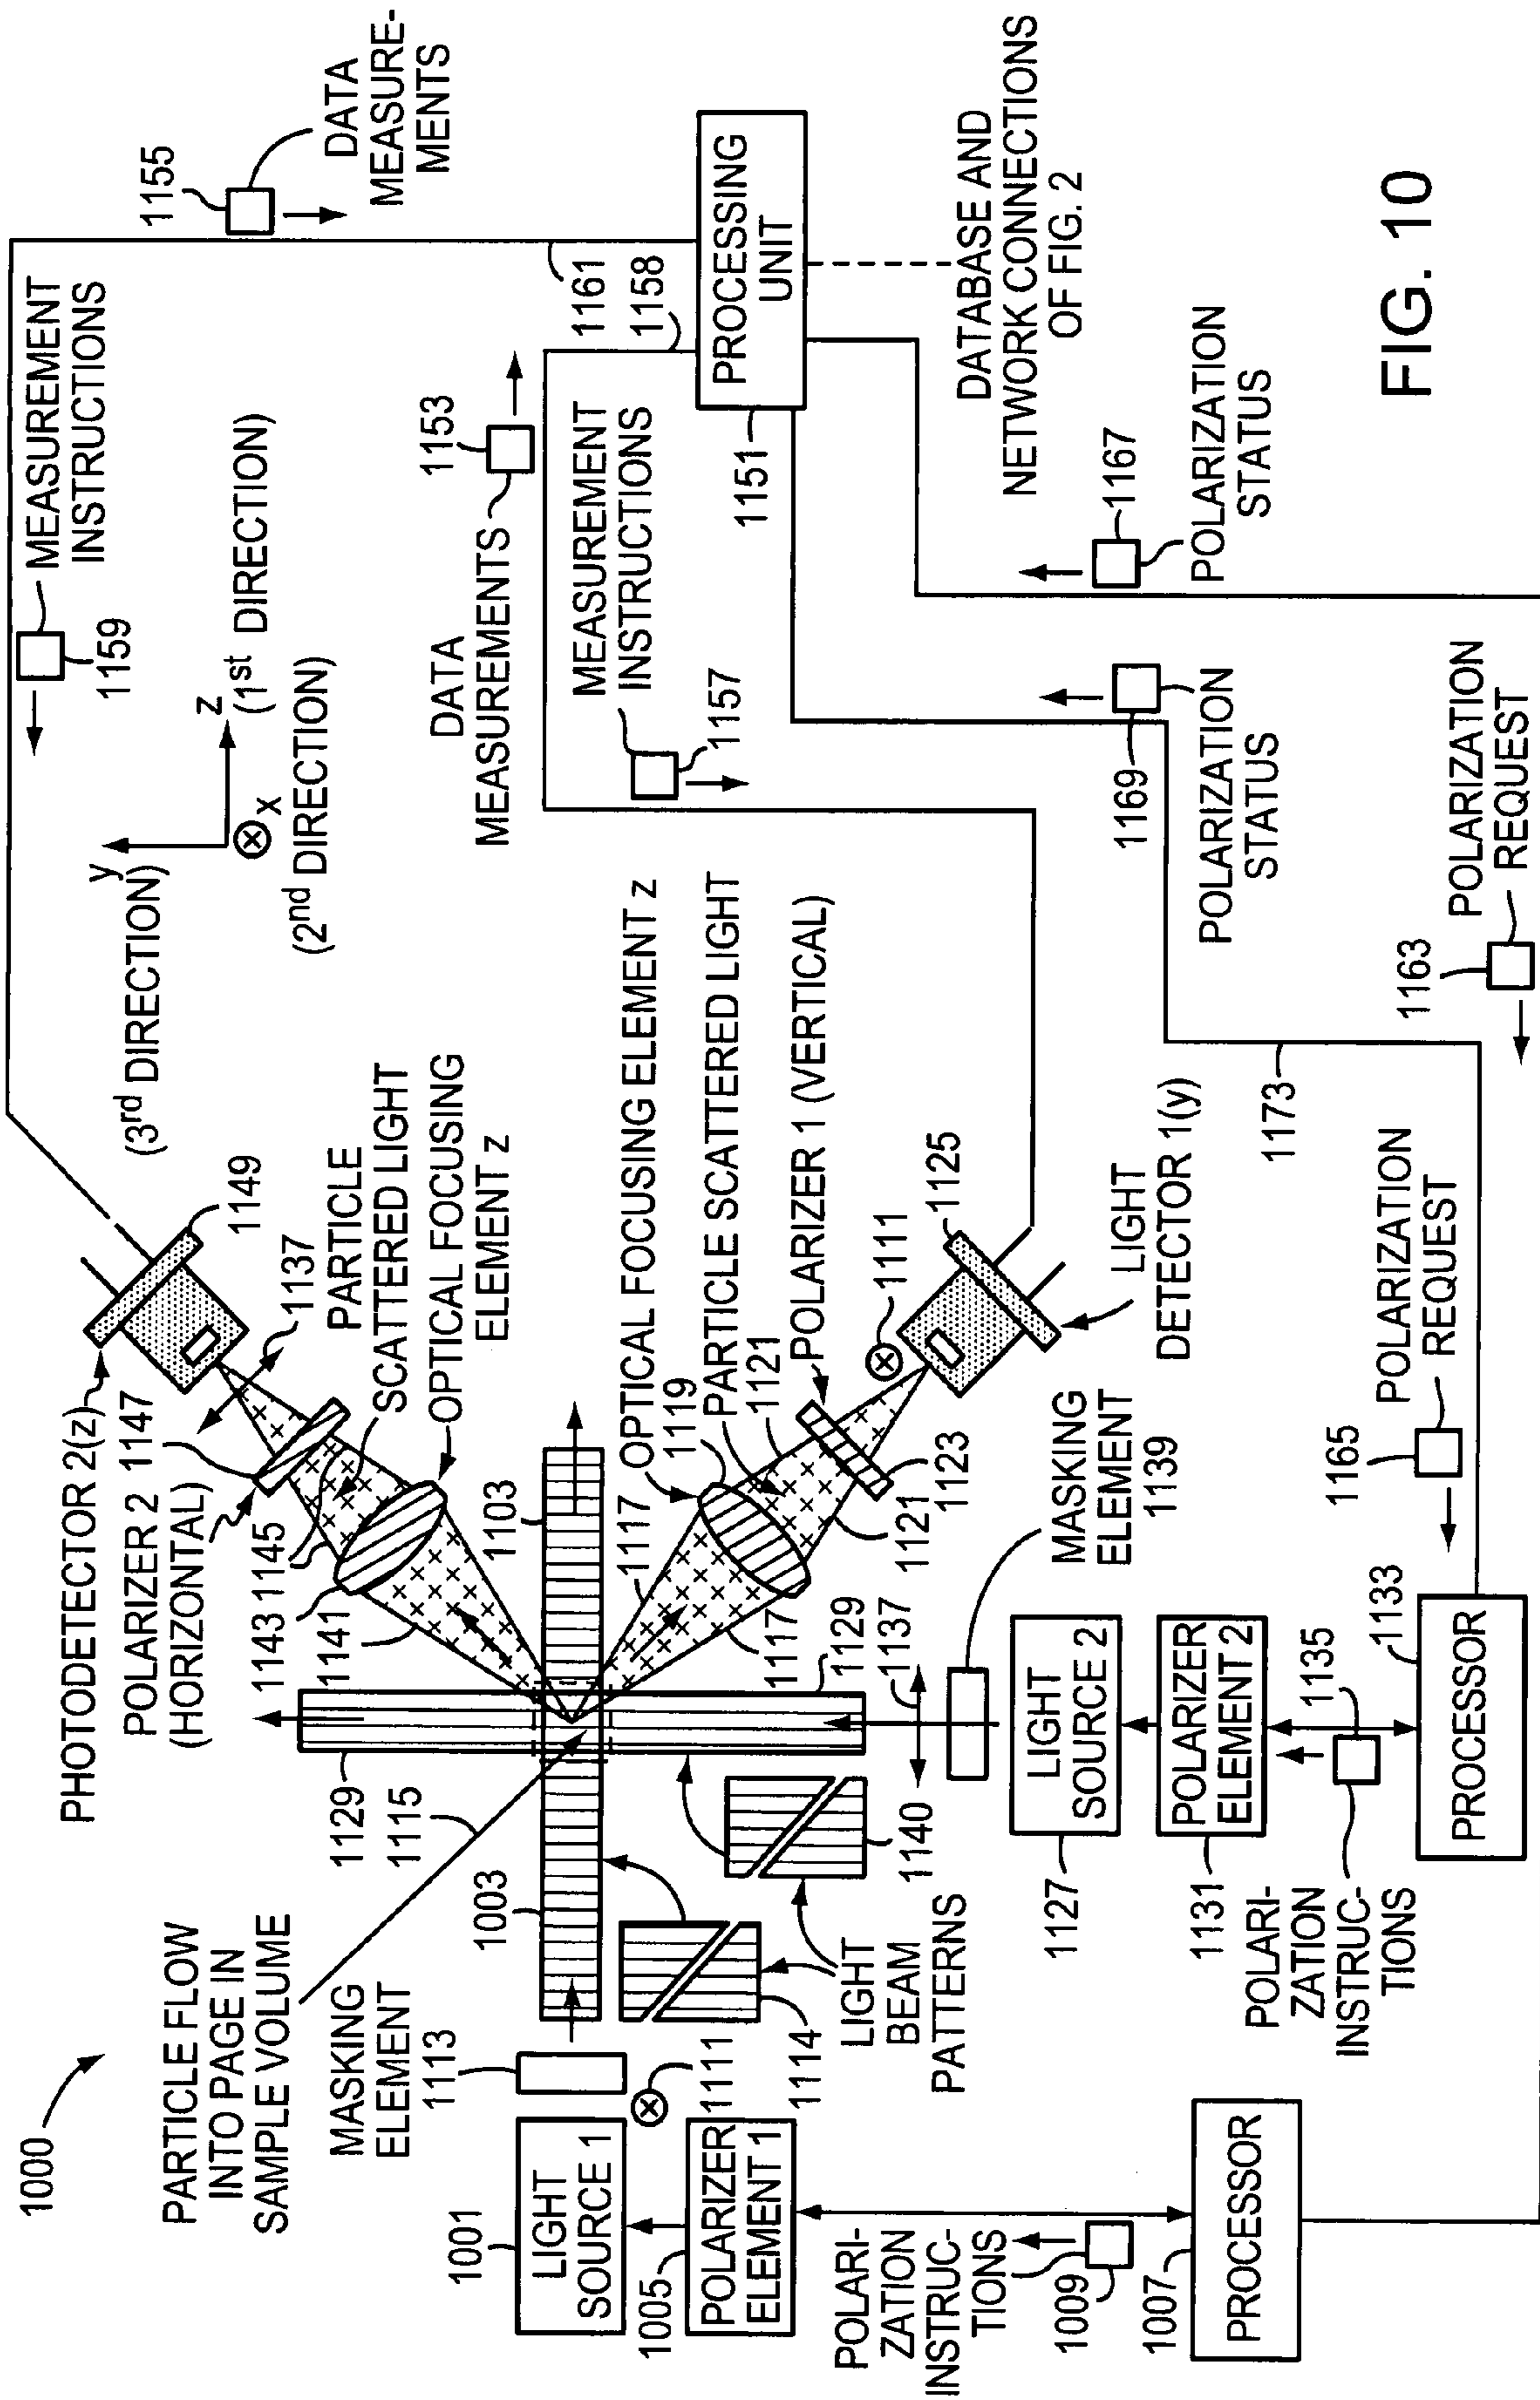 1000
PARTICLE FLOW
INTO PAGE IN
SAMPLE VOLUME
MASKING
ELEMENT
1113
1001
LIGHT
SOURCE 1
1111
1005
POLARIZER
ELEMENT 1
POLARI-
ZATION
INSTRUC-
TIONS
1009
1007
PROCESSOR
1003
1114
LIGHT
BEAM
PATTERNS
1140
1129
1115
1103
1129
1137
MASKING
ELEMENT
1139
LIGHT
SOURCE 2
1127
POLARIZER
ELEMENT 2
1131
1135
POLARI-
ZATION
INSTRUC-
TIONS
1133
PROCESSOR
PHOTODETECTOR 2(z)
POLARIZER 2
(HORIZONTAL)
1147
1145
1143
1141
1149
1137
PARTICLE
SCATTERED LIGHT
OPTICAL FOCUSING
ELEMENT z
1117
1117
OPTICAL FOCUSING ELEMENT z
1119
PARTICLE SCATTERED LIGHT
1121
1121
POLARIZER 1 (VERTICAL)
1123
1111
1125
LIGHT
DETECTOR 1(y)
y
(3rd DIRECTION)
z
(1st DIRECTION)
x
(2nd DIRECTION)
1159
MEASUREMENT
INSTRUCTIONS
1155
DATA
MEASURE-
MENTS
1153
DATA
MEASUREMENTS
MEASUREMENT
INSTRUCTIONS
1157
1161
1158
PROCESSING
UNIT
1151
DATABASE AND
NETWORK CONNECTIONS
OF FIG. 2
1167
POLARIZATION
STATUS
1169
POLARIZATION
STATUS
1163
POLARIZATION
REQUEST
1173
1165
POLARIZATION
REQUEST
FIG. 10